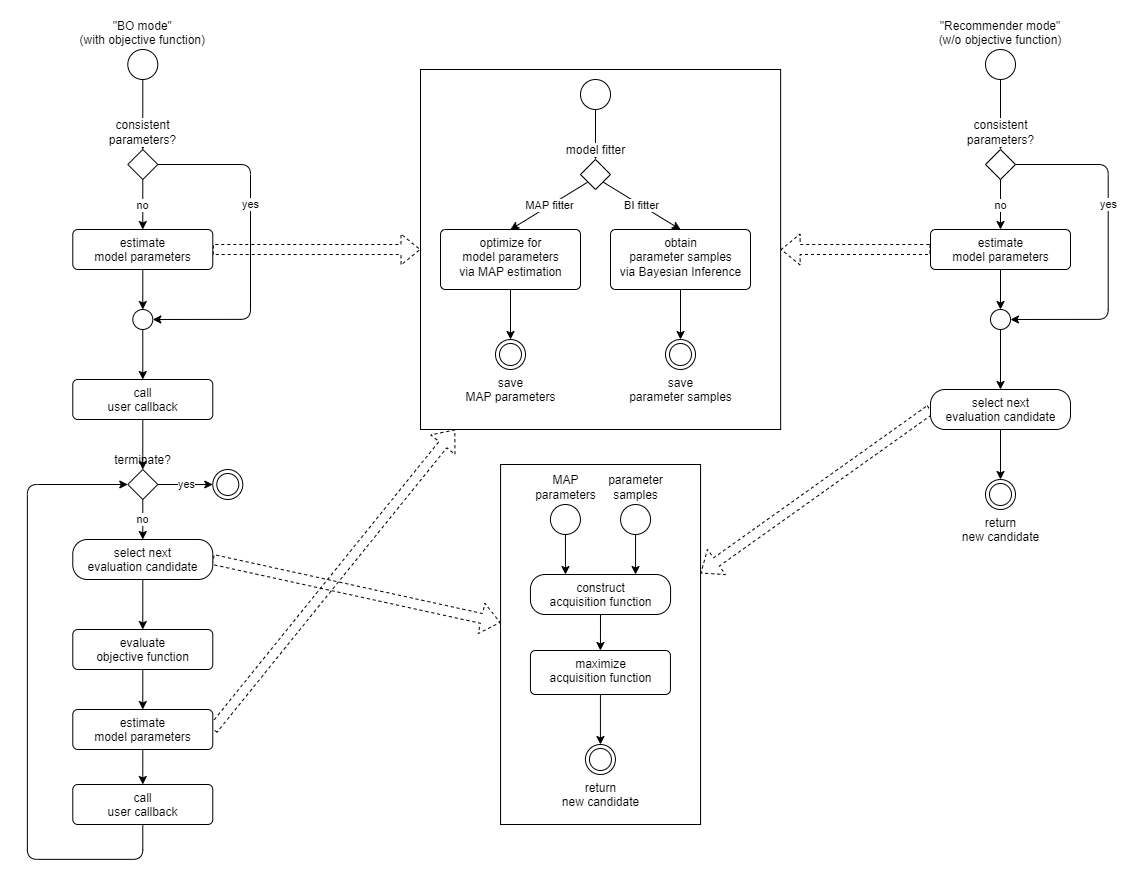 "BO mode"
(with objective function)
consistent
parameters?
no
yes
estimate
model parameters
call
user callback
terminate?
yes
no
select next
evaluation candidate
evaluate
objective function
estimate
model parameters
call
user callback
model fitter
MAP fitter
BI fitter
optimize for
model parameters
via MAP estimation
obtain
parameter samples
via Bayesian Inference
save
MAP parameters
save
parameter samples
MAP
parameters
parameter
samples
construct
acquisition function
maximize
acquisition function
return
new candidate
"Recommender mode"
(w/o objective function)
consistent
parameters?
no
yes
estimate
model parameters
select next
evaluation candidate
return
new candidate